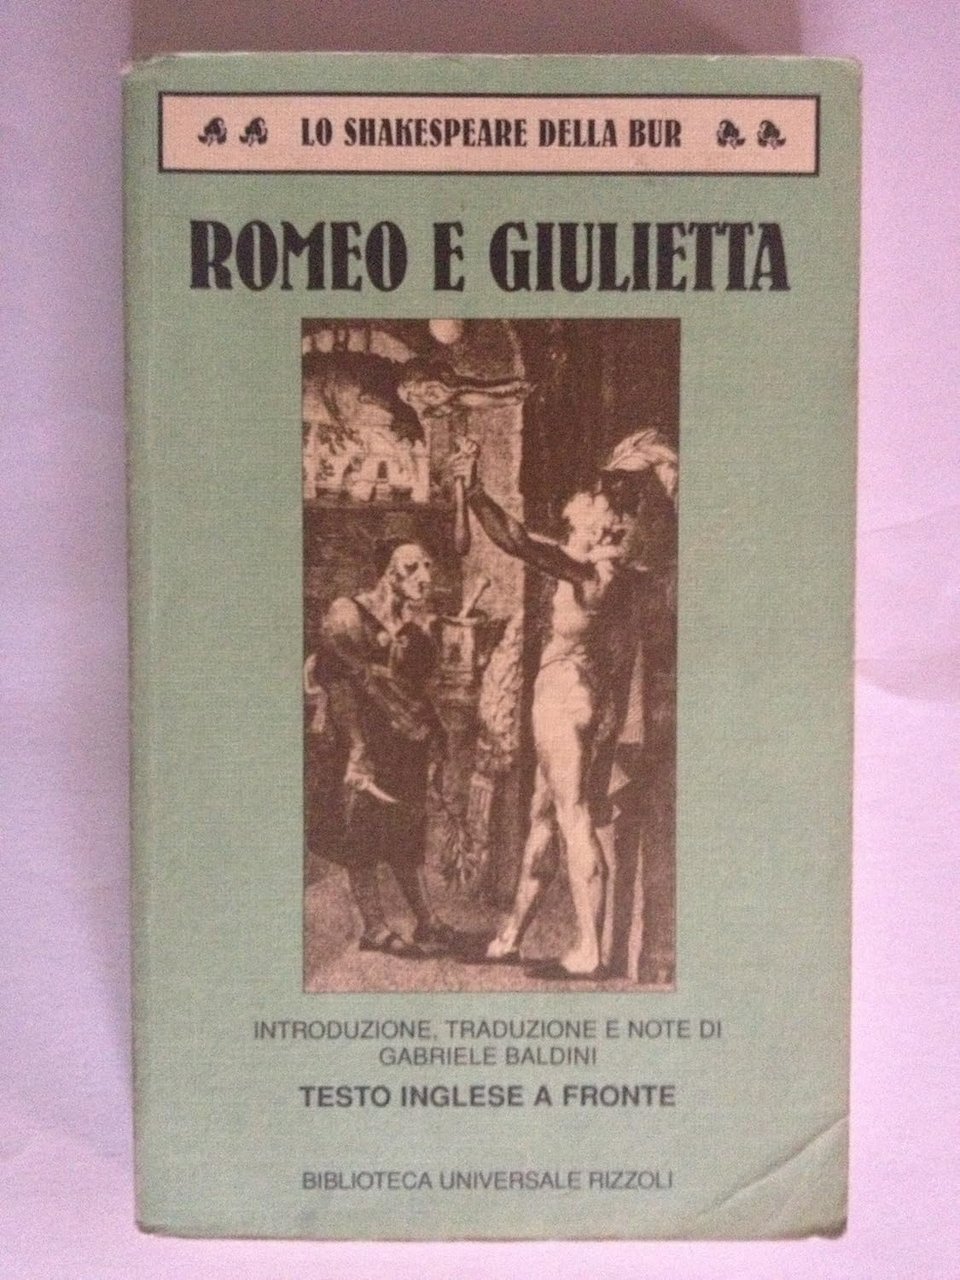 LO SHAKESPEARE DELLA BUR
ROMEO E GIULIETTA
INTRODUZIONE, TRADUZIONE E NOTE DI
GABRIELE BALDINI
TESTO INGLESE A FRONTE
BIBLIOTECA UNIVERSALE RIZZOLI